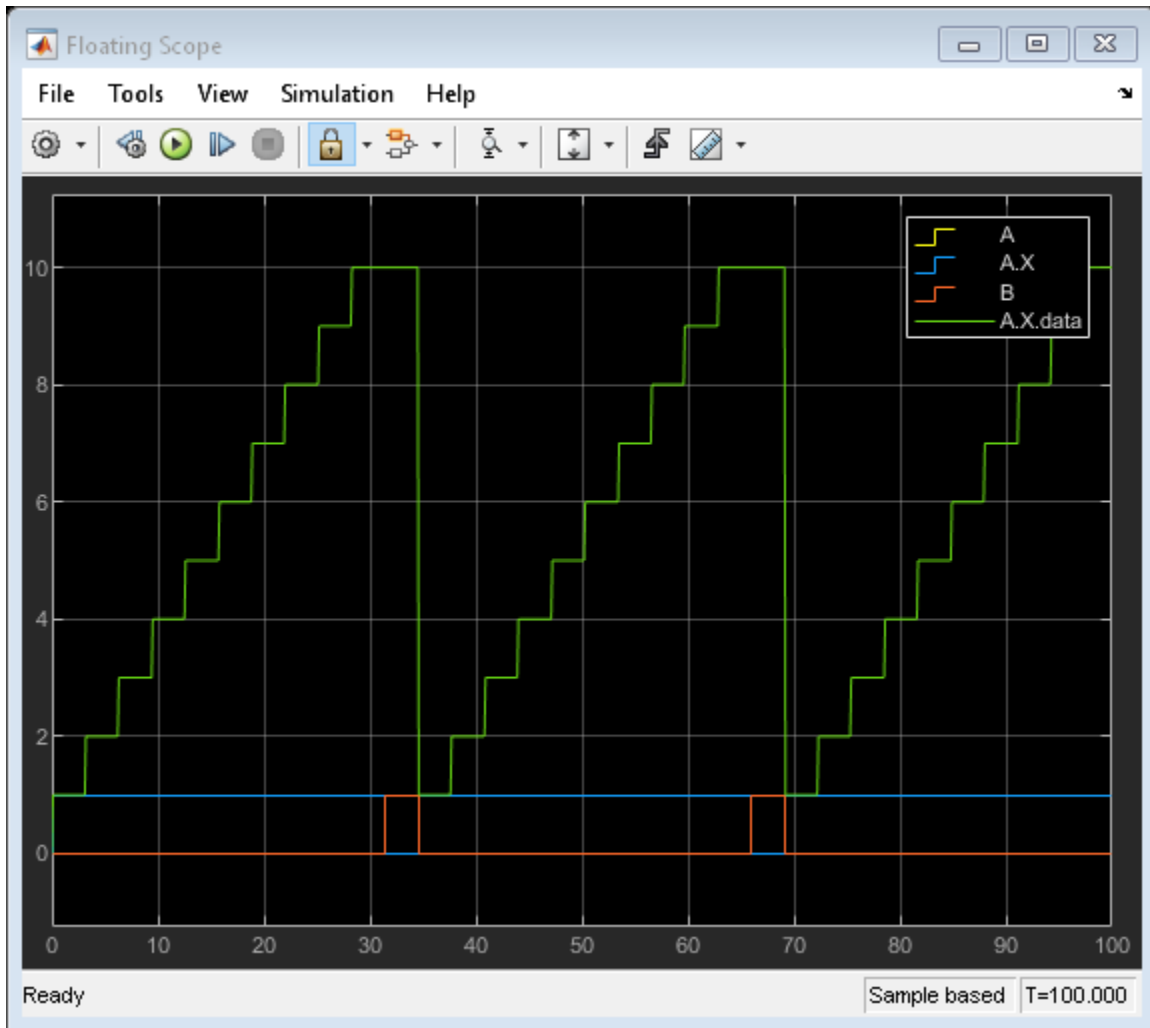 Floating Scope
File Tools View Simulation Help
A
A.X
B
A.X.data
10
8
6
4
2
0
0 10 20 30 40 50 60 70 80 90 100
Ready Sample based T=100.000